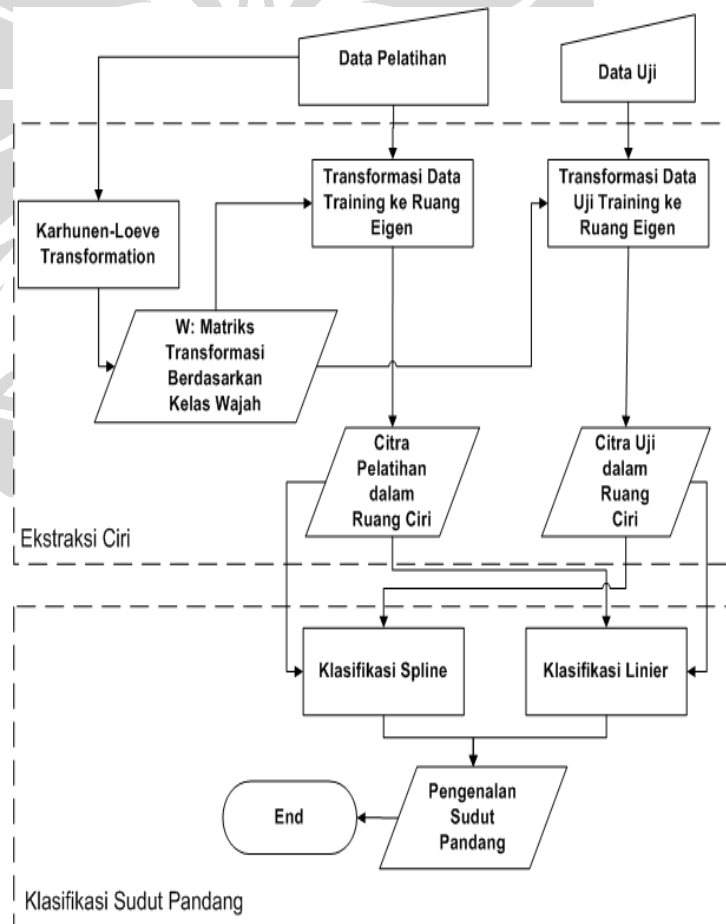 Data Pelatihan
Data Uji
Transformasi Data
Training ke Ruang
Eigen
Transformasi Data
Uji Training ke
Ruang Eigen
Karhunen-Loeve
Transformation
W: Matriks
Transformasi
Berdasarkan
Kelas Wajah
Citra
Pelatihan
dalam
Ruang Ciri
Citra Uji
dalam
Ruang
Ciri
Ekstraksi Ciri
Klasifikasi Spline
Klasifikasi Linier
Pengenalan
Sudut
Pandang
End
Klasifikasi Sudut Pandang